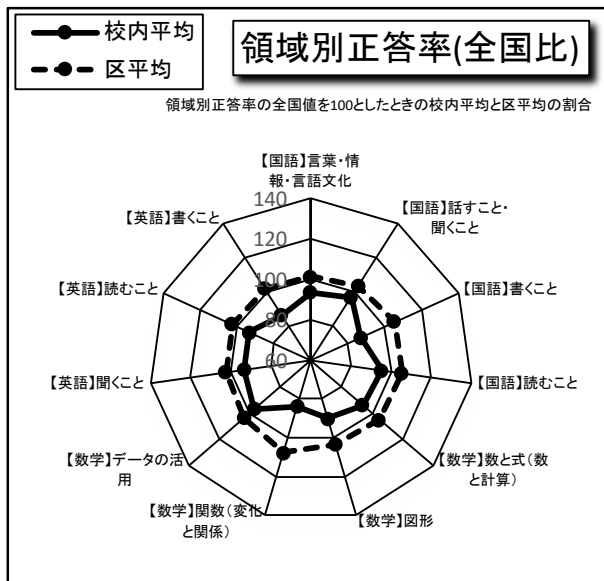 校内平均
区平均
領域別正答率(全国比)
領域別正答率の全国値を100としたときの校内平均と区平均の割合
【国語】言葉・情
報・言語文化
【国語】話すこと・
聞くこと
【国語】書くこと
【国語】読むこと
【数学】数と式(数
と計算)
【数学】図形
【数学】関数(変化
と関係)
【数学】データの活
用
【英語】聞くこと
【英語】読むこと
【英語】書くこと
140
120
100
80
60